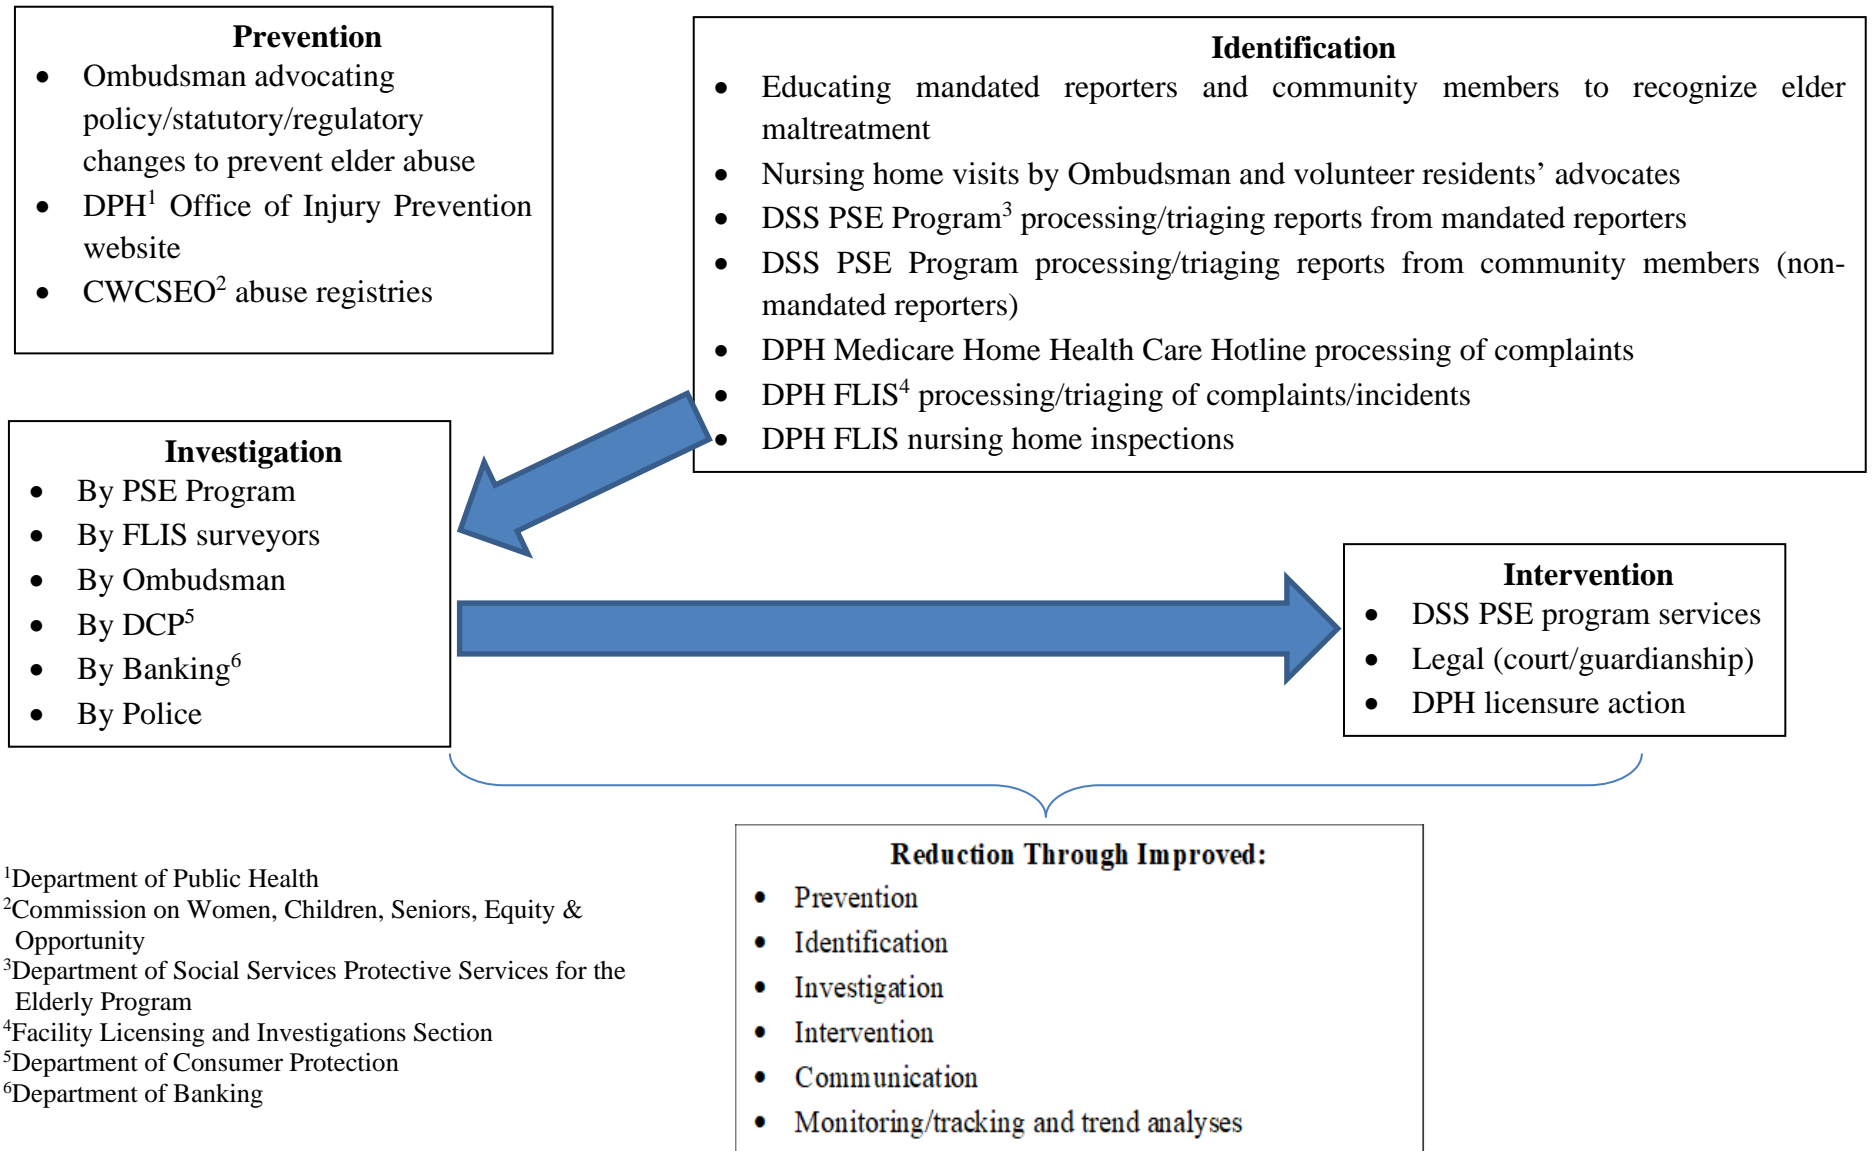 Prevention
• Ombudsman advocating
policy/statutory/regulatory
changes to prevent elder abuse
• DPH¹ Office of Injury Prevention
website
• CWCSEO² abuse registries
Identification
• Educating mandated reporters and community members to recognize elder
maltreatment
• Nursing home visits by Ombudsman and volunteer residents’ advocates
• DSS PSE Program³ processing/triaging reports from mandated reporters
• DSS PSE Program processing/triaging reports from community members (non-
mandated reporters)
• DPH Medicare Home Health Care Hotline processing of complaints
• DPH FLIS⁴ processing/triaging of complaints/incidents
• DPH FLIS nursing home inspections
Investigation
• By PSE Program
• By FLIS surveyors
• By Ombudsman
• By DCP⁵
• By Banking⁶
• By Police
Intervention
• DSS PSE program services
• Legal (court/guardianship)
• DPH licensure action
Reduction Through Improved:
• Prevention
• Identification
• Investigation
• Intervention
• Communication
• Monitoring/tracking and trend analyses
¹Department of Public Health
²Commission on Women, Children, Seniors, Equity &
Opportunity
³Department of Social Services Protective Services for the
Elderly Program
⁴Facility Licensing and Investigations Section
⁵Department of Consumer Protection
⁶Department of Banking